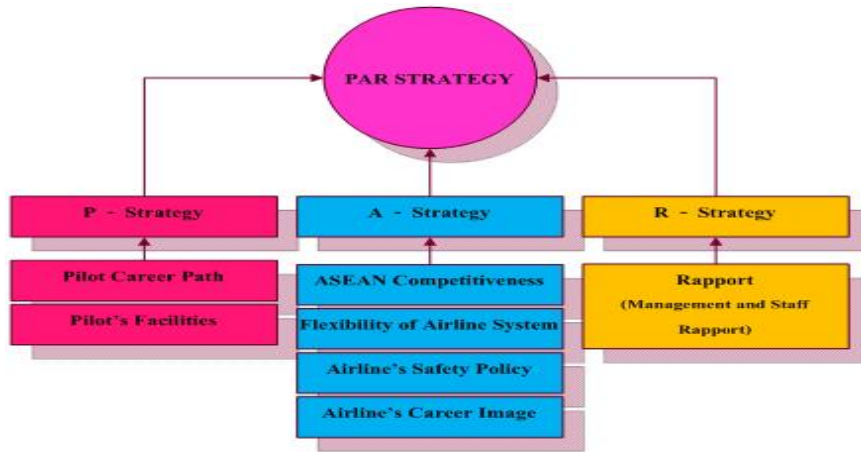 PAR STRATEGY
P - Strategy
A - Strategy
R - Strategy
Pilot Career Path
Pilot's Facilities
ASEAN Competitiveness
Flexibility of Airline System
Airline's Safety Policy
Airline's Career Image
Rapport
(Management and Staff
Rapport)